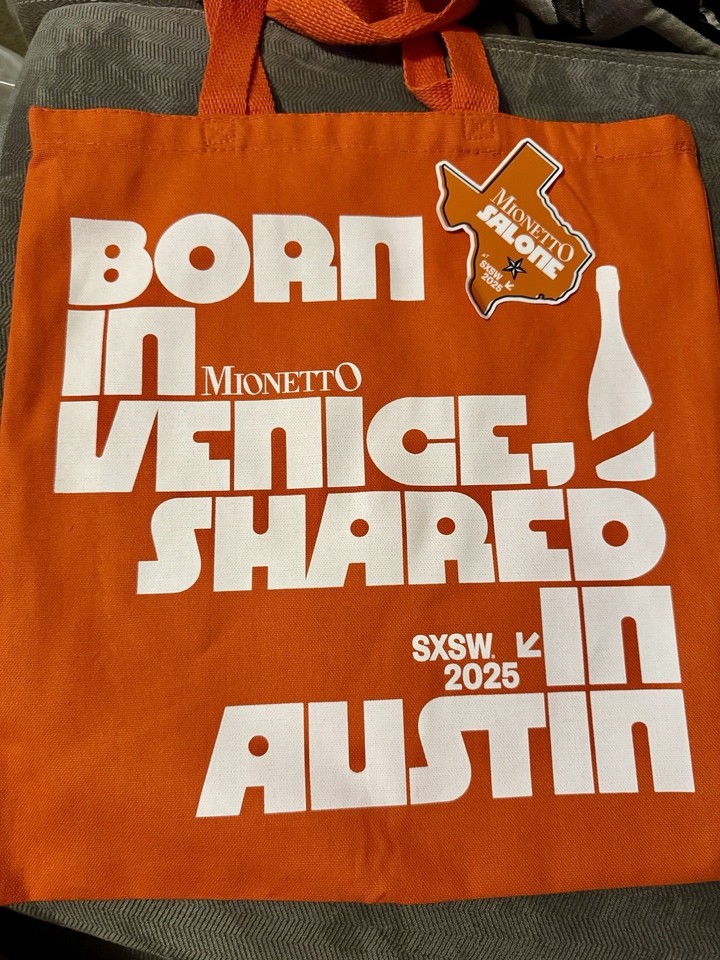 BORN
IN
MIONETTO
VENICE,
SHARED
IN
SXSW®
2025
AUSTIN
MIONETTO
SALONE
AT
SXSW
2025